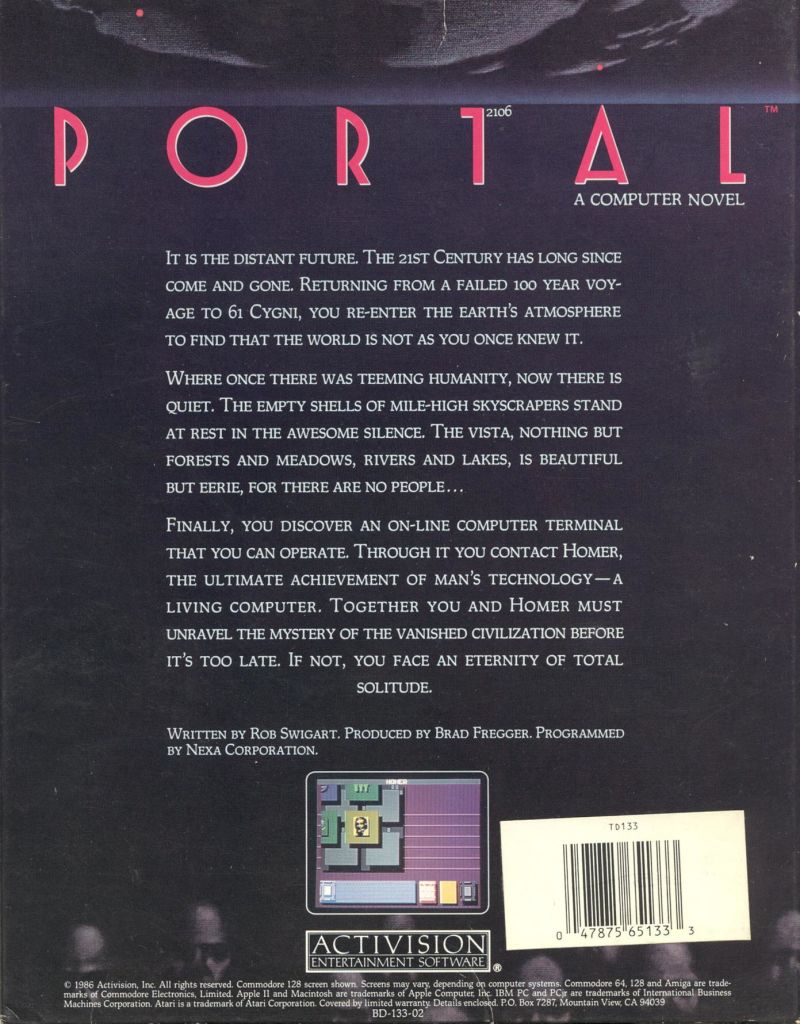 PORTAL ™
2106
A COMPUTER NOVEL
IT IS THE DISTANT FUTURE. THE 21ST CENTURY HAS LONG SINCE
COME AND GONE. RETURNING FROM A FAILED 100 YEAR VOY-
AGE TO 61 CYGNI, YOU RE-ENTER THE EARTH'S ATMOSPHERE
TO FIND THAT THE WORLD IS NOT AS YOU ONCE KNEW IT.
WHERE ONCE THERE WAS TEEMING HUMANITY, NOW THERE IS
QUIET. THE EMPTY SHELLS OF MILE-HIGH SKYSCRAPERS STAND
AT REST IN THE AWESOME SILENCE. THE VISTA, NOTHING BUT
FORESTS AND MEADOWS, RIVERS AND LAKES, IS BEAUTIFUL
BUT EERIE, FOR THERE ARE NO PEOPLE...
FINALLY, YOU DISCOVER AN ON-LINE COMPUTER TERMINAL
THAT YOU CAN OPERATE. THROUGH IT YOU CONTACT HOMER,
THE ULTIMATE ACHIEVEMENT OF MAN'S TECHNOLOGY—A
LIVING COMPUTER. TOGETHER YOU AND HOMER MUST
UNRAVEL THE MYSTERY OF THE VANISHED CIVILIZATION BEFORE
IT'S TOO LATE. IF NOT, YOU FACE AN ETERNITY OF TOTAL
SOLITUDE.
WRITTEN BY ROB SWIGART. PRODUCED BY BRAD FREGGER. PROGRAMMED
BY NEXA CORPORATION.
HOMER
TD133
0 47875 65133 3
ACTIVISION
ENTERTAINMENT SOFTWARE ®
© 1986 Activision, Inc. All rights reserved. Commodore 128 screen shown. Screens may vary, depending on computer systems. Commodore 64, 128 and Amiga are trade-
marks of Commodore Electronics, Limited. Apple II and Macintosh are trademarks of Apple Computer, Inc. IBM PC and PCjr are trademarks of International Business
Machines Corporation. Atari is a trademark of Atari Corporation. Covered by limited warranty. Details enclosed. P.O. Box 7287, Mountain View, CA 94039
BD-133-02